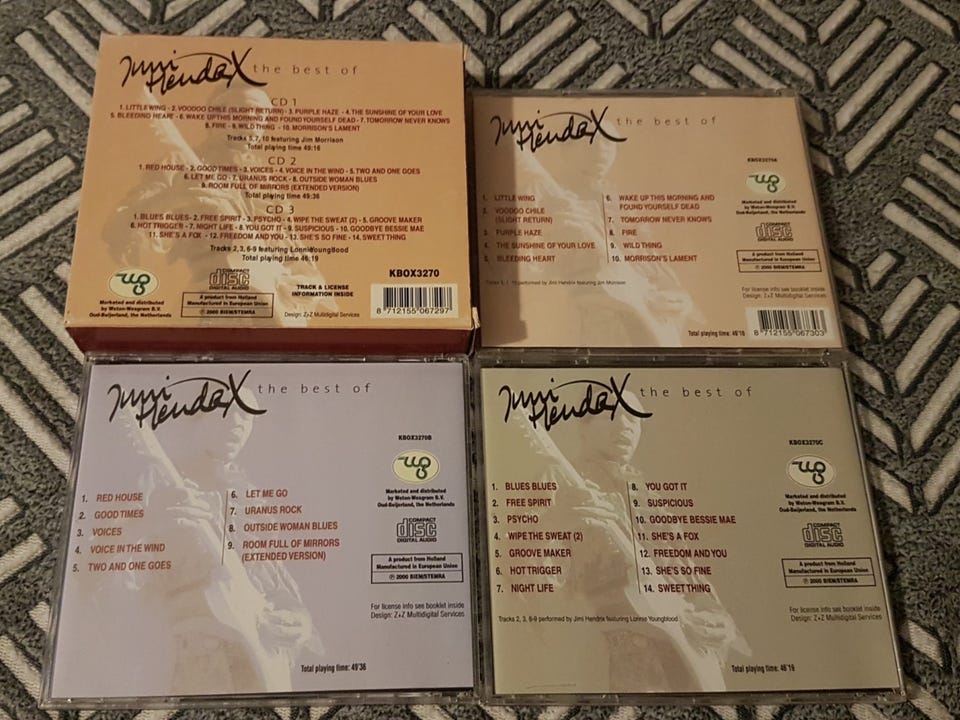 Jimi Hendrix the best of
CD 1
1. LITTLE WING - 2. VOODOO CHILE (SLIGHT RETURN) - 3. PURPLE HAZE - 4. THE SUNSHINE OF YOUR LOVE
5. BLEEDING HEART - 6. WAKE UP THIS MORNING AND FOUND YOURSELF DEAD - 7. TOMORROW NEVER KNOWS
8. FIRE - 9. WILD THING - 10. MORRISON'S LAMENT
Tracks 5, 7, 10 featuring Jim Morrison
Total playing time 49:16
CD 2
1. RED HOUSE - 2. GOOD TIMES - 3. VOICES - 4. VOICE IN THE WIND - 5. TWO AND ONE GOES
6. LET ME GO - 7. URANUS ROCK - 8. OUTSIDE WOMAN BLUES
9. ROOM FULL OF MIRRORS (EXTENDED VERSION)
Total playing time 49:36
CD 3
1. BLUES BLUES - 2. FREE SPIRIT - 3. PSYCHO - 4. WIPE THE SWEAT (2) - 5. GROOVE MAKER
6. HOT TRIGGER - 7. NIGHT LIFE - 8. YOU GOT IT - 9. SUSPICIOUS - 10. GOODBYE BESSIE MAE
11. SHE'S A FOX - 12. FREEDOM AND YOU - 13. SHE'S SO FINE - 14. SWEET THING
Tracks 2, 3, 6-9 featuring Lonnie Youngblood
Total playing time 46:19
KBOX3270
wg
Marketed and distributed
by Weton-Wesgram B.V.
Oud-Beijerland, the Netherlands
COMPACT
disc
DIGITAL AUDIO
A product from Holland
Manufactured in European Union
℗ 2000 BIEM/STEMRA
TRACK & LICENSE
INFORMATION INSIDE
Design: Z+Z Multidigital Services
8 712155 067297
Jimi Hendrix the best of
KBOX3270A
wg
Marketed and distributed
by Weton-Wesgram B.V.
Oud-Beijerland, the Netherlands
COMPACT
disc
DIGITAL AUDIO
A product from Holland
Manufactured in European Union
℗ 2000 BIEM/STEMRA
1. LITTLE WING
2. VOODOO CHILE
(SLIGHT RETURN)
3. PURPLE HAZE
4. THE SUNSHINE OF YOUR LOVE
5. BLEEDING HEART
6. WAKE UP THIS MORNING AND
FOUND YOURSELF DEAD
7. TOMORROW NEVER KNOWS
8. FIRE
9. WILD THING
10. MORRISON'S LAMENT
performed by Jimi Hendrix featuring Jim Morrison
For license info see booklet inside
Design: Z+Z Multidigital Services
Total playing time: 49'16
8 712155 067303
Jimi Hendrix the best of
KBOX3270B
wg
Marketed and distributed
by Weton-Wesgram B.V.
Oud-Beijerland, the Netherlands
COMPACT
disc
DIGITAL AUDIO
A product from Holland
Manufactured in European Union
℗ 2000 BIEM/STEMRA
1. RED HOUSE
2. GOOD TIMES
3. VOICES
4. VOICE IN THE WIND
5. TWO AND ONE GOES
6. LET ME GO
7. URANUS ROCK
8. OUTSIDE WOMAN BLUES
9. ROOM FULL OF MIRRORS
(EXTENDED VERSION)
For license info see booklet inside
Design: Z+Z Multidigital Services
Total playing time: 49'36
Jimi Hendrix the best of
KBOX3270C
wg
Marketed and distributed
by Weton-Wesgram B.V.
Oud-Beijerland, the Netherlands
COMPACT
disc
DIGITAL AUDIO
A product from Holland
Manufactured in European Union
℗ 2000 BIEM/STEMRA
1. BLUES BLUES
2. FREE SPIRIT
3. PSYCHO
4. WIPE THE SWEAT (2)
5. GROOVE MAKER
6. HOT TRIGGER
7. NIGHT LIFE
8. YOU GOT IT
9. SUSPICIOUS
10. GOODBYE BESSIE MAE
11. SHE'S A FOX
12. FREEDOM AND YOU
13. SHE'S SO FINE
14. SWEET THING
Tracks 2, 3, 6-9 performed by Jimi Hendrix featuring Lonnie Youngblood
For license info see booklet inside
Design: Z+Z Multidigital Services
Total playing time: 46'19